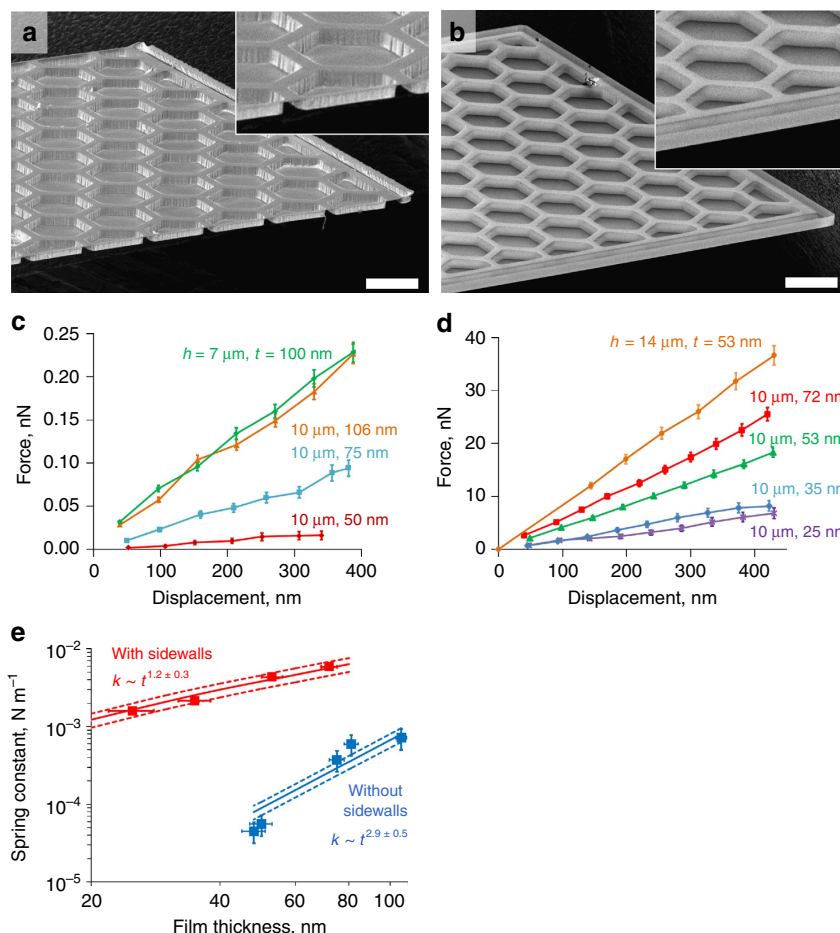 a
b
c
d
Force, nN
0.25
0.20
0.15
0.10
0.05
0.00
0
100
200
300
400
Displacement, nm
h = 7 μm, t = 100 nm
10 μm, 106 nm
10 μm, 75 nm
10 μm, 50 nm
Force, nN
40
30
20
10
0
0
100
200
300
400
Displacement, nm
h = 14 μm, t = 53 nm
10 μm, 72 nm
10 μm, 53 nm
10 μm, 35 nm
10 μm, 25 nm
e
Spring constant, N m⁻¹
10⁻²
10⁻³
10⁻⁴
10⁻⁵
20
40
60
80
100
Film thickness, nm
With sidewalls
k ~ t^1.2 ± 0.3
Without
sidewalls
k ~ t^2.9 ± 0.5